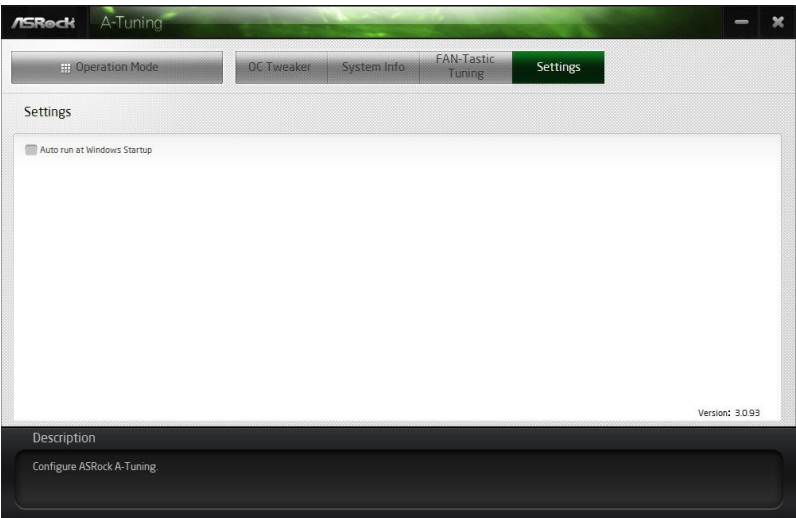 ASRock A-Tuning
Operation Mode
OC Tweaker
System Info
FAN-Tastic
Tuning
Settings
Settings
Auto run at Windows Startup
Version: 3.0.93
Description
Configure ASRock A-Tuning.